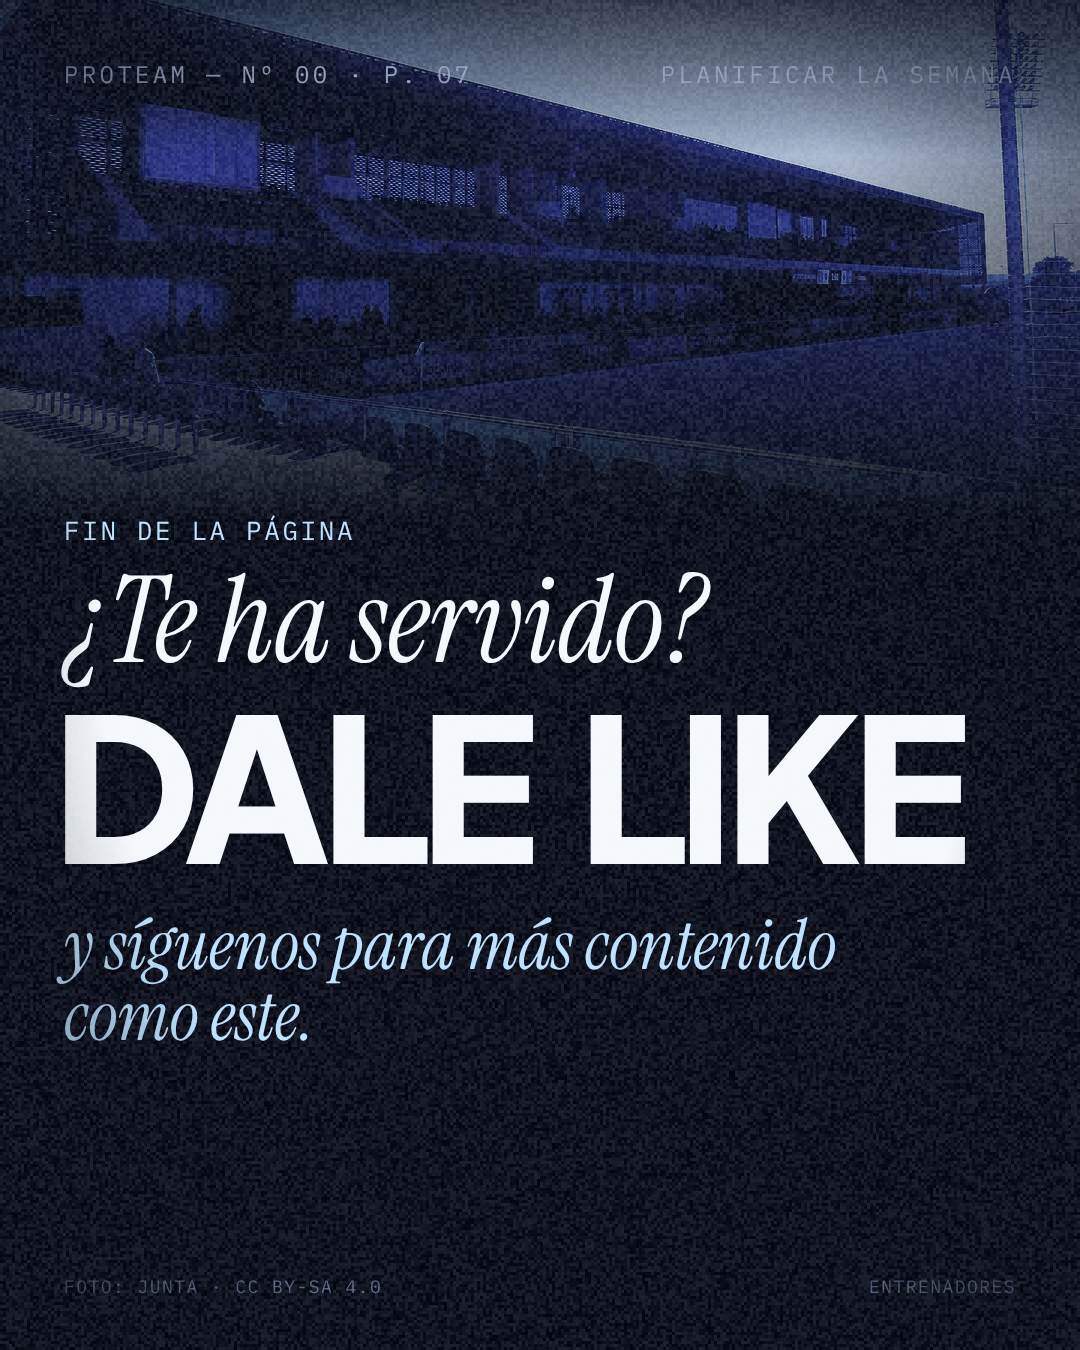 PROTEAM — Nº 00 · P. 07
PLANIFICAR LA SEMANA
FIN DE LA PÁGINA
¿Te ha servido?
DALE LIKE
y síguenos para más contenido
como este.
FOTO: JUNTA · CC BY-SA 4.0
ENTRENADORES